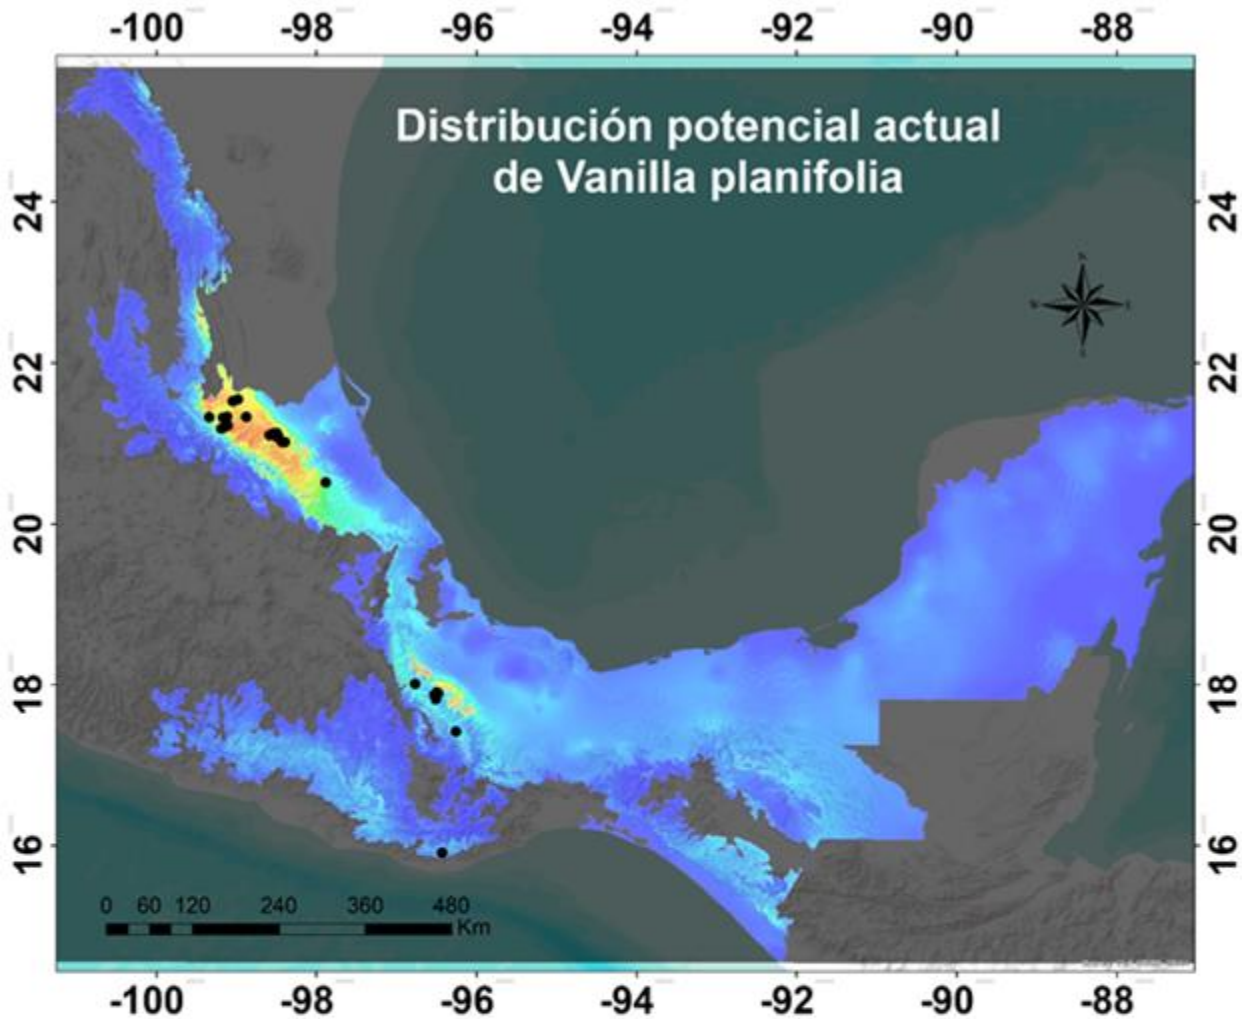 -100 -98 -96 -94 -92 -90 -88
Distribución potencial actual
de Vanilla planifolia
24 24
22 22
20 20
18 18
16 16
0 60 120 240 360 480
Km
-100 -98 -96 -94 -92 -90 -88